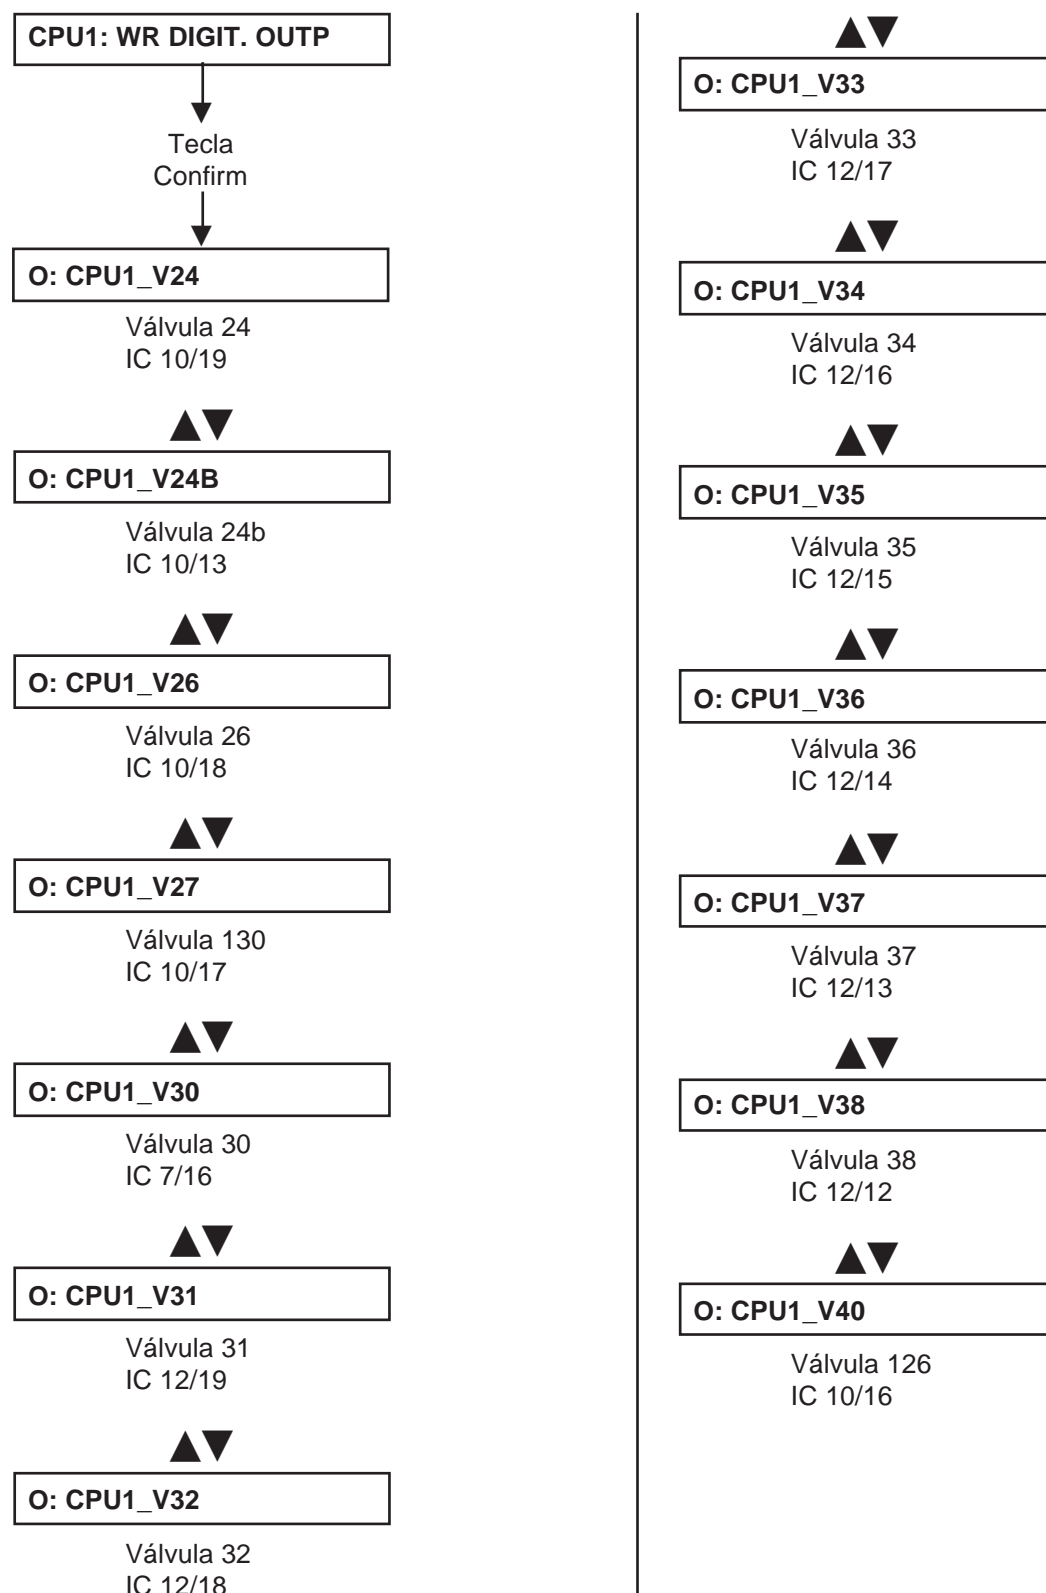 CPU1: WR DIGIT. OUTP
Tecla
Confirm
O: CPU1_V24
Válvula 24
IC 10/19
▲▼
O: CPU1_V24B
Válvula 24b
IC 10/13
▲▼
O: CPU1_V26
Válvula 26
IC 10/18
▲▼
O: CPU1_V27
Válvula 130
IC 10/17
▲▼
O: CPU1_V30
Válvula 30
IC 7/16
▲▼
O: CPU1_V31
Válvula 31
IC 12/19
▲▼
O: CPU1_V32
Válvula 32
IC 12/18
▲▼
O: CPU1_V33
Válvula 33
IC 12/17
▲▼
O: CPU1_V34
Válvula 34
IC 12/16
▲▼
O: CPU1_V35
Válvula 35
IC 12/15
▲▼
O: CPU1_V36
Válvula 36
IC 12/14
▲▼
O: CPU1_V37
Válvula 37
IC 12/13
▲▼
O: CPU1_V38
Válvula 38
IC 12/12
▲▼
O: CPU1_V40
Válvula 126
IC 10/16